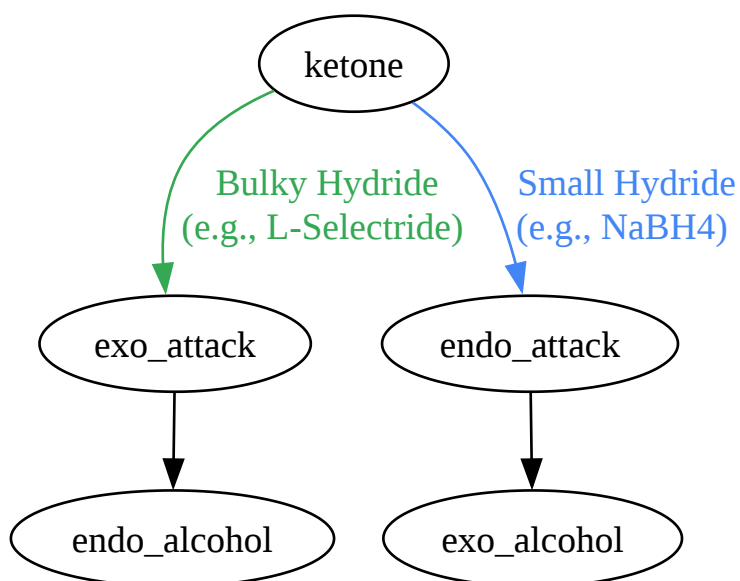 ketone
Bulky Hydride
(e.g., L-Selectride)
Small Hydride
(e.g., NaBH4)
exo_attack
endo_attack
endo_alcohol
exo_alcohol